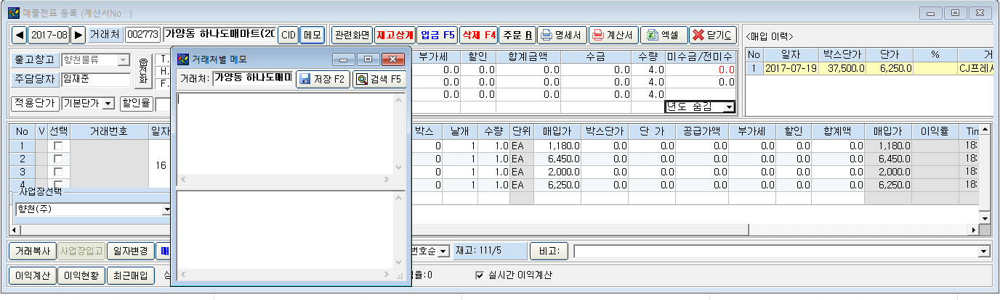 매출전표 등록 (계산서No : )
2017-08 거래처 002773 가양동 하나도매마트(20 CID 메모 관련화면 재고상계 입금 F5 삭제 F4 주문 R 명세서 계산서 엑셀 닫기C <매입 이력>
출고창고 향천물류 전화 T. H. F.
주담당자 임재준
적용단가 기본단가 할인율
부가세 할인 합계금액 수금 수량 미수금/전미수
0.0 0.0 0.0 0.0 4.0 0.0
0.0 0.0 0.0 0.0 4.0 0.0
0.0 0.0 0.0 0.0 4.0
년도 숨김
No 일자 박스단가 단가 % 거
1 2017-07-19 37,500.0 6,250.0 CJ프레시
거래처별 메모
거래처: 가양동 하나도매마 저장 F2 검색 F5
No V 선택 거래번호 일자 박스 낱개 수량 단위 매입가 박스단가 단 가 공급가액 부가세 할인 합계액 매입가 이익율 Tim
1 0 1 1.0 EA 1,180.0 0.0 0.0 0.0 0.0 0.0 0.0 1,180.0 18:
2 0 1 1.0 EA 6,450.0 0.0 0.0 0.0 0.0 0.0 0.0 6,450.0 18:
16
3 0 1 1.0 EA 2,000.0 0.0 0.0 0.0 0.0 0.0 0.0 2,000.0 18:
4 0 1 1.0 EA 6,250.0 0.0 0.0 0.0 0.0 0.0 0.0 6,250.0 18:
사업장선택
향천(주)
거래복사 사업장입고 일자변경 매 번호순 재고: 111/5 비고:
이익계산 이익현황 최근매입 율:0 실시간 이익계산